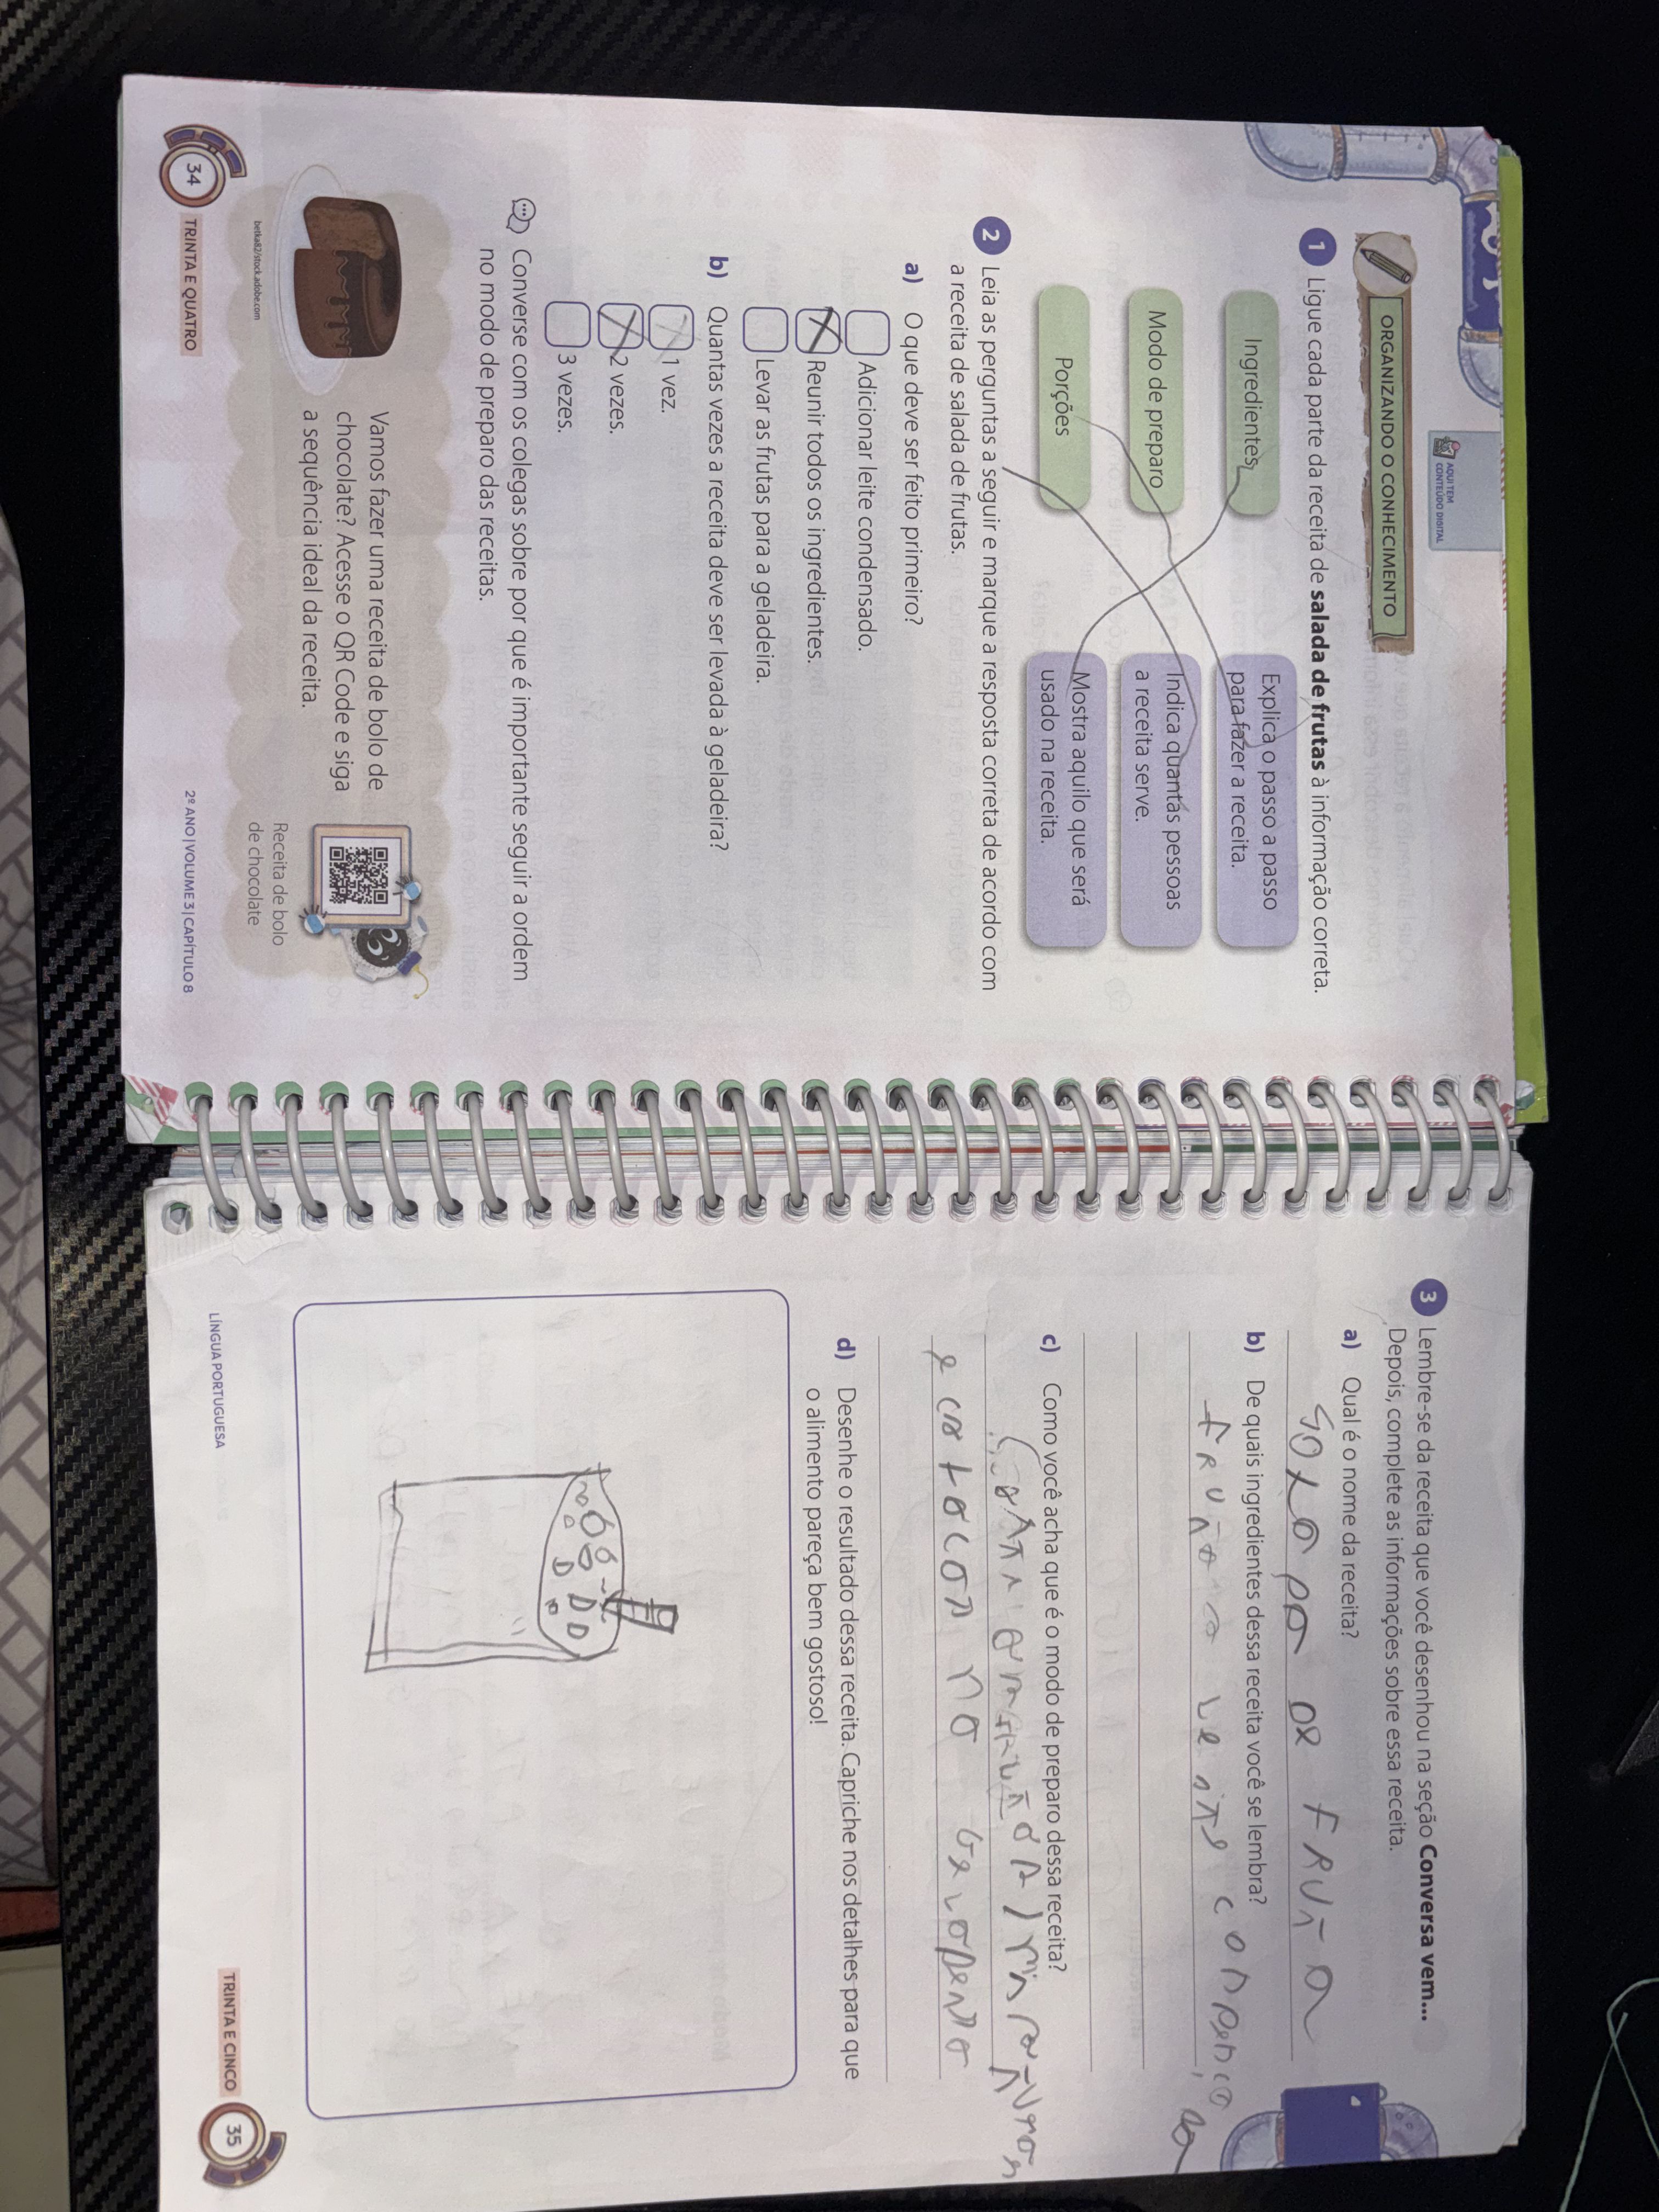 AQUI TEM
CONTEÚDO DIGITAL
ORGANIZANDO O CONHECIMENTO
1 Ligue cada parte da receita de salada de frutas à informação correta.
Ingredientes
Explica o passo a passo
para fazer a receita.
Modo de preparo
Indica quantas pessoas
a receita serve.
Porções
Mostra aquilo que será
usado na receita.
2 Leia as perguntas a seguir e marque a resposta correta de acordo com
a receita de salada de frutas.
a) O que deve ser feito primeiro?
Adicionar leite condensado.
X Reunir todos os ingredientes.
Levar as frutas para a geladeira.
b) Quantas vezes a receita deve ser levada à geladeira?
1 vez.
X 2 vezes.
3 vezes.
Converse com os colegas sobre por que é importante seguir a ordem
no modo de preparo das receitas.
Vamos fazer uma receita de bolo de
chocolate? Acesse o QR Code e siga
a sequência ideal da receita.
Receita de bolo
de chocolate
betka82/stock.adobe.com
34 TRINTA E QUATRO
2º ANO | VOLUME 3 | CAPÍTULO 8
3 Lembre-se da receita que você desenhou na seção Conversa vem...
Depois, complete as informações sobre essa receita.
a) Qual é o nome da receita?
DE FRUTA
b) De quais ingredientes dessa receita você se lembra?
c) Como você acha que é o modo de preparo dessa receita?
e colocar na
d) Desenhe o resultado dessa receita. Capriche nos detalhes para que
o alimento pareça bem gostoso!
LÍNGUA PORTUGUESA
TRINTA E CINCO 35